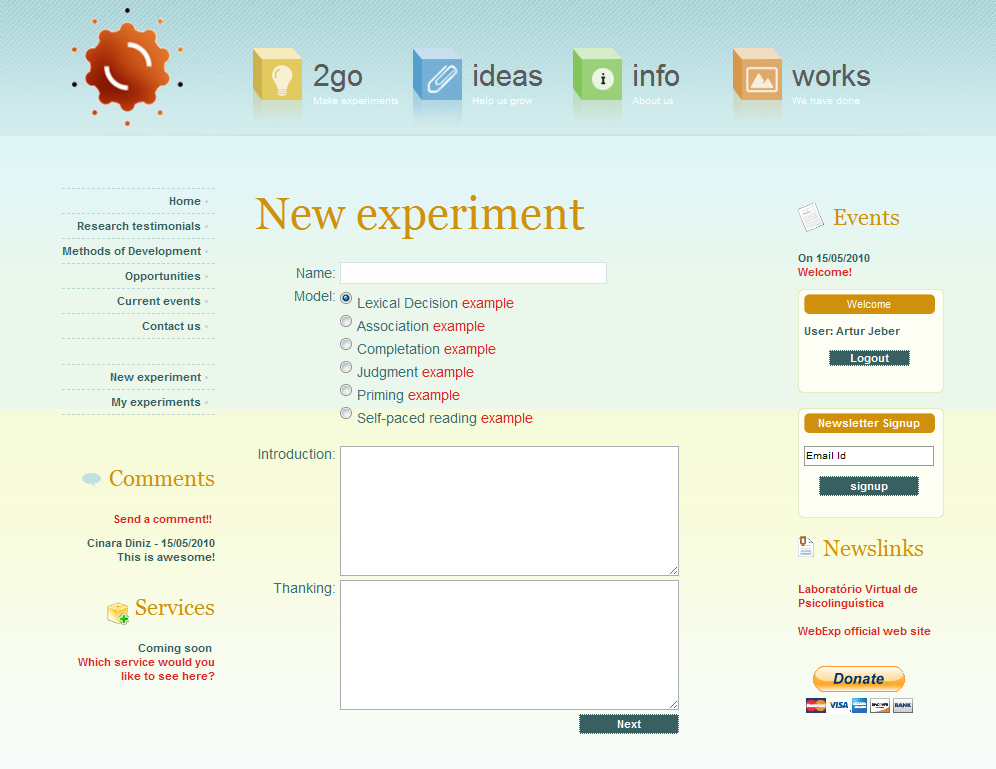 2go
Make experiments
ideas
Help us grow
info
About us
works
We have done
Home
Research testimonials
Methods of Development
Opportunities
Current events
Contact us
New experiment
My experiments
Comments
Send a comment!!
Cinara Diniz - 15/05/2010
This is awesome!
Services
Coming soon
Which service would you
like to see here?
New experiment
Name:
Model:
Lexical Decision example
Association example
Completation example
Judgment example
Priming example
Self-paced reading example
Introduction:
Thanking:
Next
Events
On 15/05/2010
Welcome!
Welcome
User: Artur Jeber
Logout
Newsletter Signup
Email Id
signup
Newslinks
Laboratório Virtual de
Psicolinguística
WebExp official web site
Donate
MasterCard VISA BANK